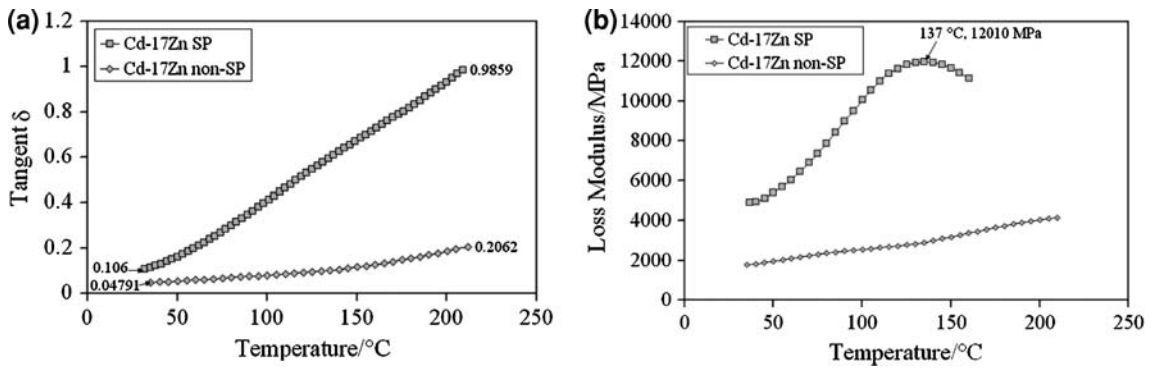 (a)
1.2
1
0.8
0.6
0.4
0.2
0
Tangent δ
Cd-17Zn SP
Cd-17Zn non-SP
0.9859
0.2062
0.106
0.04791
0
50
100
150
200
250
Temperature/°C
(b)
14000
12000
10000
8000
6000
4000
2000
0
Loss Modulus/MPa
Cd-17Zn SP
Cd-17Zn non-SP
137 °C, 12010 MPa
0
50
100
150
200
250
Temperature/°C